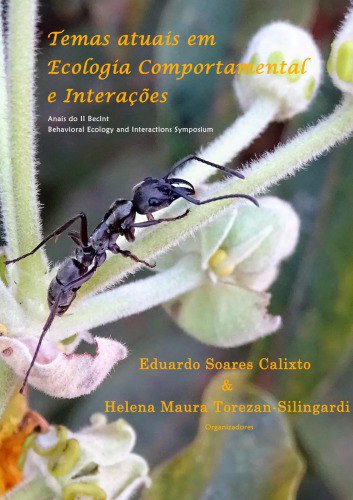 Temas atuais em
Ecologia Comportamental
e Interações
Anais do II BecInt
Behavioral Ecology and Interactions Symposium
Eduardo Soares Calixto
&
Helena Maura Torezan-Silingardi
Organizadores